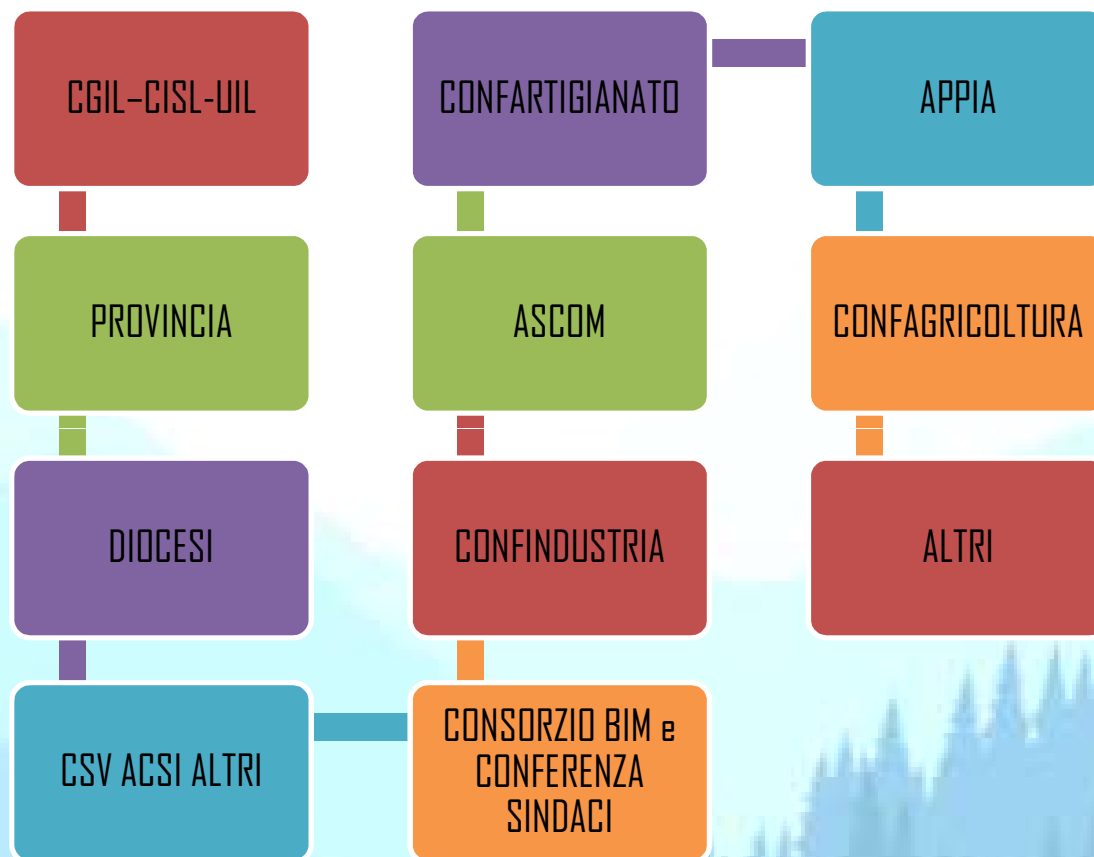 CGIL–CISL-UIL
PROVINCIA
DIOCESI
CSV ACSI ALTRI
CONSORZIO BIM e
CONFERENZA
SINDACI
CONFINDUSTRIA
ASCOM
CONFARTIGIANATO
APPIA
CONFAGRICOLTURA
ALTRI